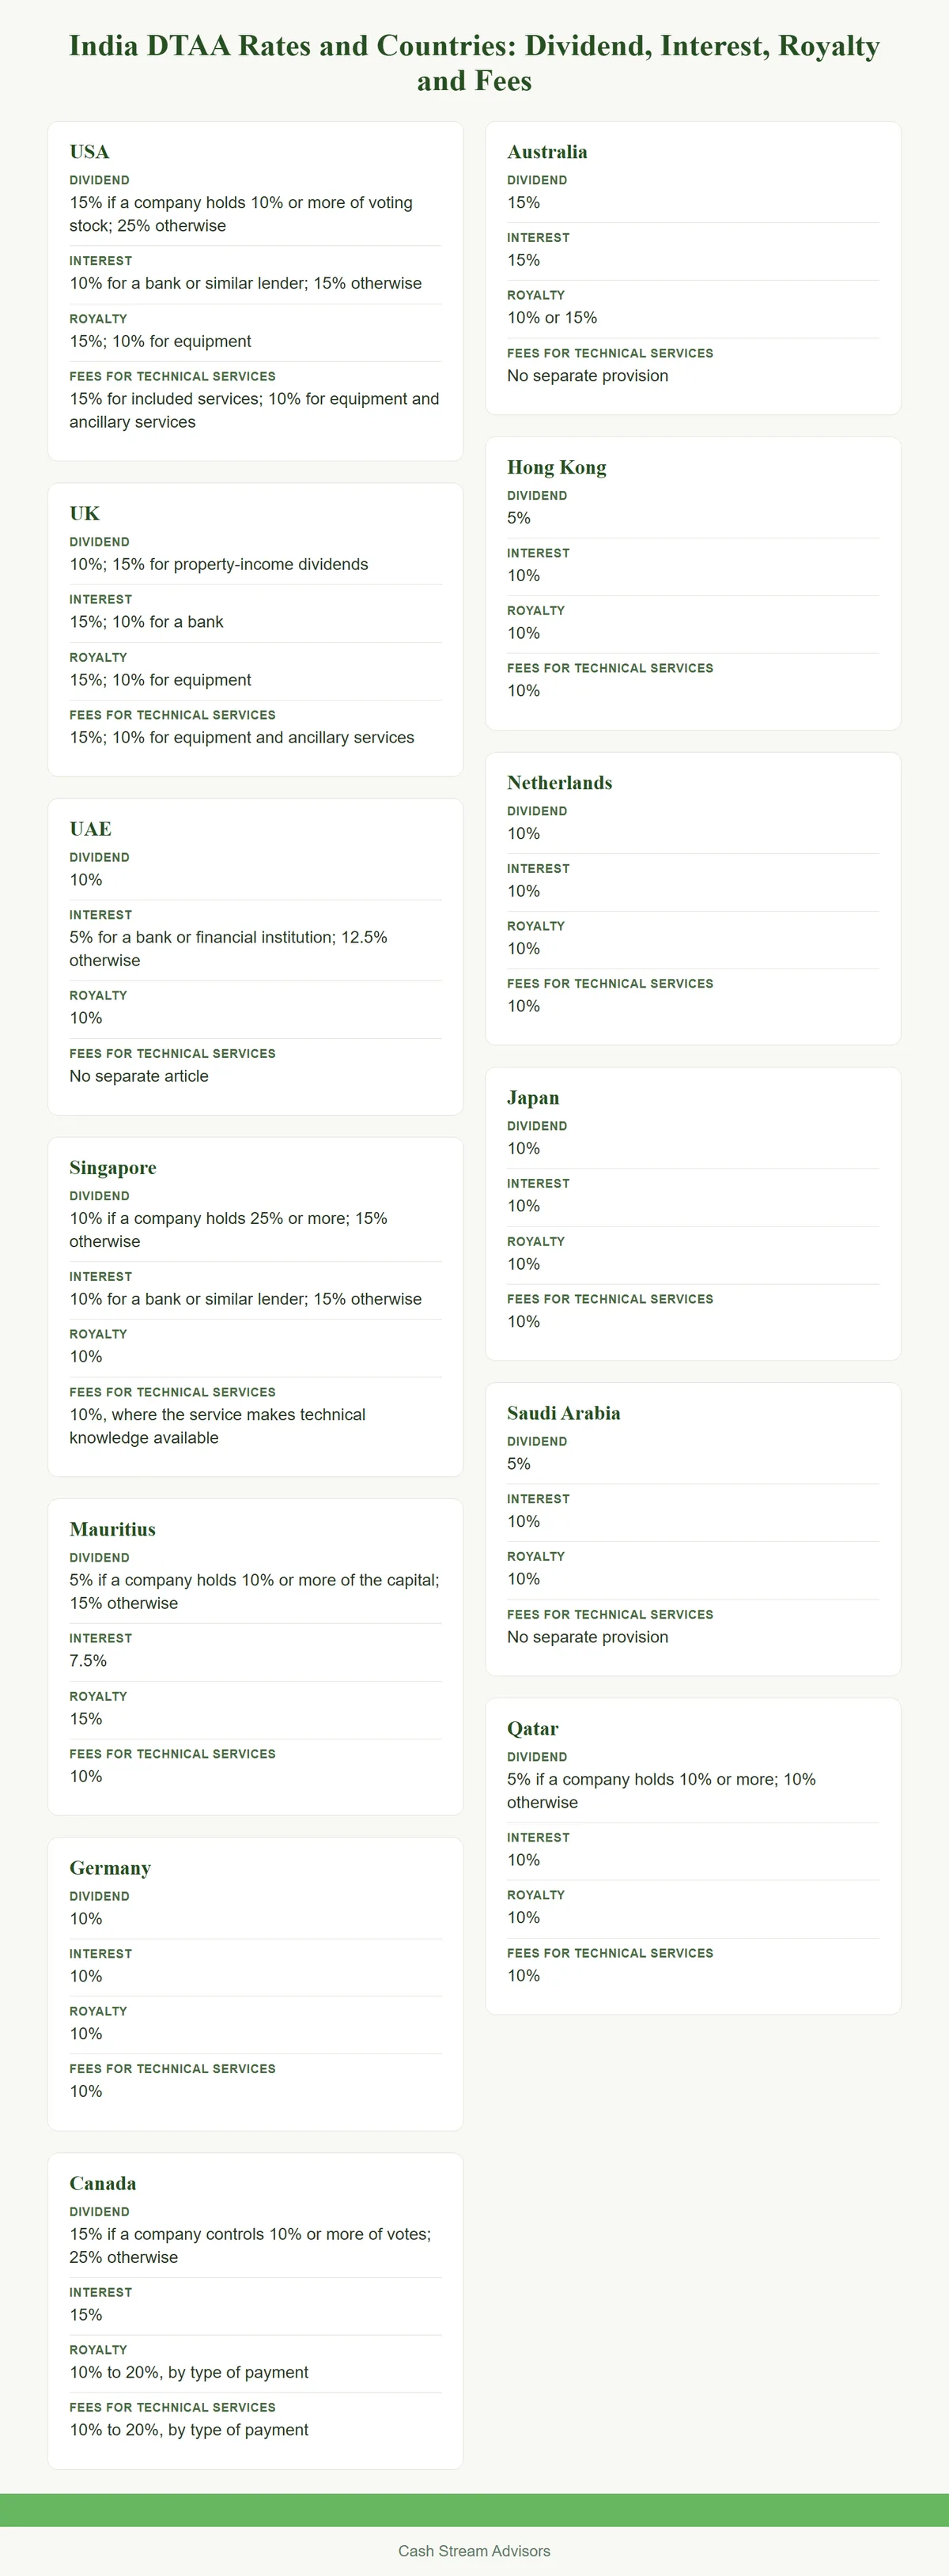 India DTAA Rates and Countries: Dividend, Interest, Royalty
and Fees
USA
DIVIDEND
15% if a company holds 10% or more of voting
stock; 25% otherwise
INTEREST
10% for a bank or similar lender; 15% otherwise
ROYALTY
15%; 10% for equipment
FEES FOR TECHNICAL SERVICES
15% for included services; 10% for equipment and
ancillary services
UK
DIVIDEND
10%; 15% for property-income dividends
INTEREST
15%; 10% for a bank
ROYALTY
15%; 10% for equipment
FEES FOR TECHNICAL SERVICES
15%; 10% for equipment and ancillary services
UAE
DIVIDEND
10%
INTEREST
5% for a bank or financial institution; 12.5%
otherwise
ROYALTY
10%
FEES FOR TECHNICAL SERVICES
No separate article
Singapore
DIVIDEND
10% if a company holds 25% or more; 15%
otherwise
INTEREST
10% for a bank or similar lender; 15% otherwise
ROYALTY
10%
FEES FOR TECHNICAL SERVICES
10%, where the service makes technical
knowledge available
Mauritius
DIVIDEND
5% if a company holds 10% or more of the capital;
15% otherwise
INTEREST
7.5%
ROYALTY
15%
FEES FOR TECHNICAL SERVICES
10%
Germany
DIVIDEND
10%
INTEREST
10%
ROYALTY
10%
FEES FOR TECHNICAL SERVICES
10%
Canada
DIVIDEND
15% if a company controls 10% or more of votes;
25% otherwise
INTEREST
15%
ROYALTY
10% to 20%, by type of payment
FEES FOR TECHNICAL SERVICES
10% to 20%, by type of payment
Australia
DIVIDEND
15%
INTEREST
15%
ROYALTY
10% or 15%
FEES FOR TECHNICAL SERVICES
No separate provision
Hong Kong
DIVIDEND
5%
INTEREST
10%
ROYALTY
10%
FEES FOR TECHNICAL SERVICES
10%
Netherlands
DIVIDEND
10%
INTEREST
10%
ROYALTY
10%
FEES FOR TECHNICAL SERVICES
10%
Japan
DIVIDEND
10%
INTEREST
10%
ROYALTY
10%
FEES FOR TECHNICAL SERVICES
10%
Saudi Arabia
DIVIDEND
5%
INTEREST
10%
ROYALTY
10%
FEES FOR TECHNICAL SERVICES
No separate provision
Qatar
DIVIDEND
5% if a company holds 10% or more; 10%
otherwise
INTEREST
10%
ROYALTY
10%
FEES FOR TECHNICAL SERVICES
10%
Cash Stream Advisors